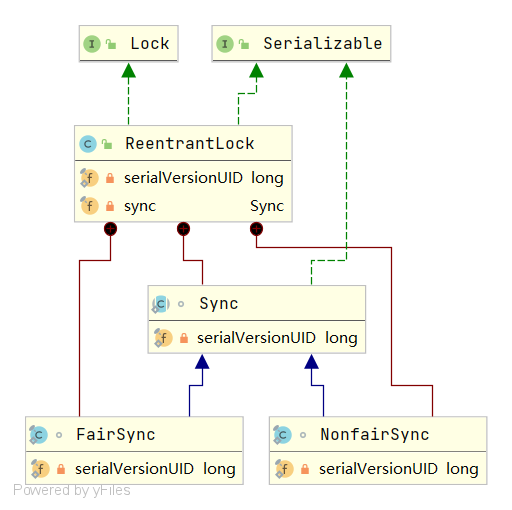 I Lock
I Serializable
C ReentrantLock
f serialVersionUID long
f sync Sync
C Sync
f serialVersionUID long
C FairSync
f serialVersionUID long
C NonfairSync
f serialVersionUID long
Powered by yFiles